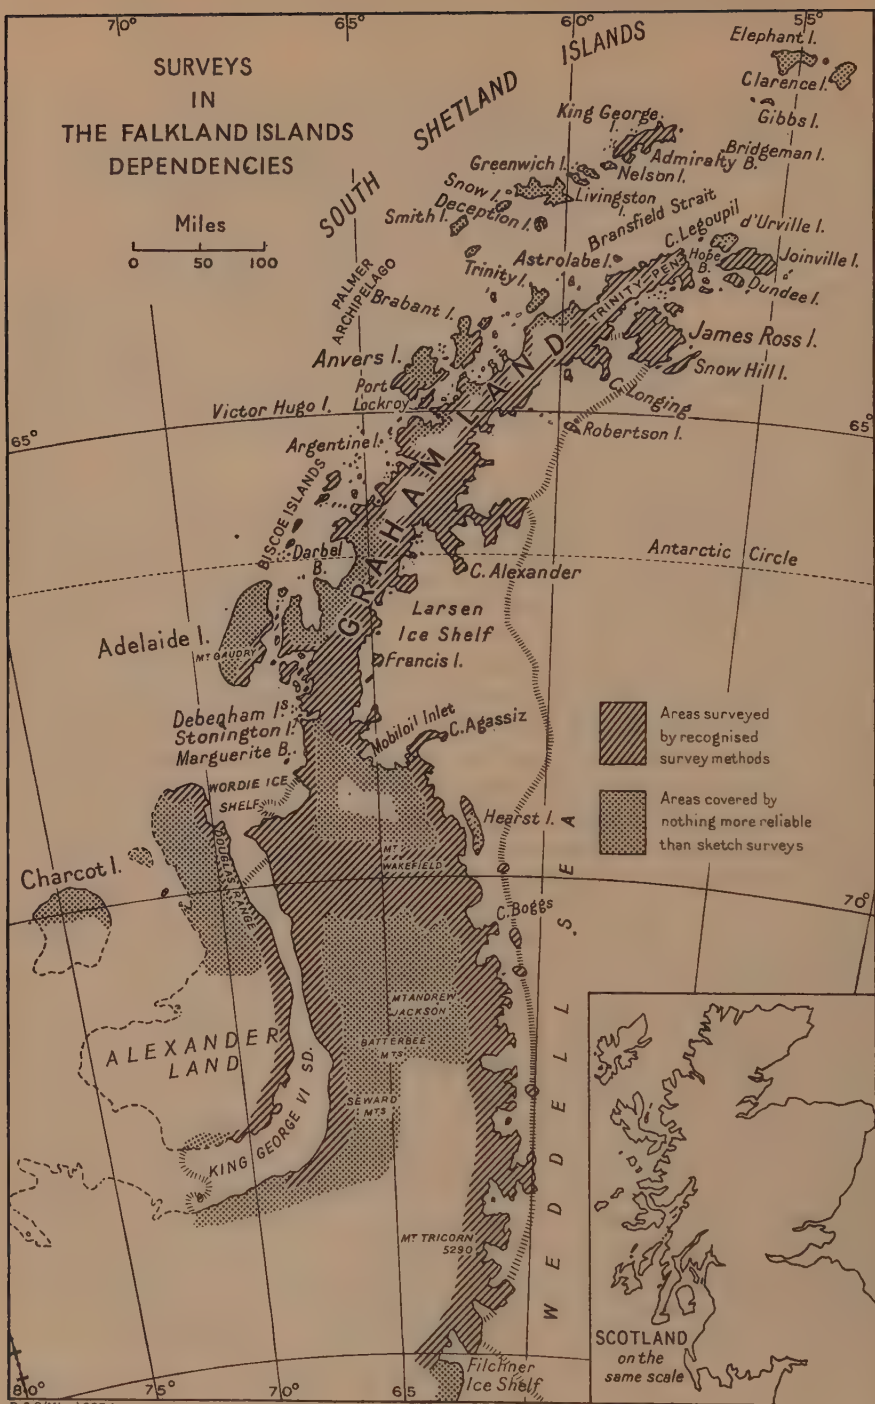 70°
65°
60°
55°
SURVEYS
IN
THE FALKLAND ISLANDS
DEPENDENCIES
Miles
0 50 100
SOUTH SHETLAND ISLANDS
Elephant I.
Clarence I.
Gibbs I.
King George
I.
Bridgeman I.
Admiralty B.
Nelson I.
Greenwich I.
Livingston
I.
Snow I.
Deception I.
Smith I.
Bransfield Strait
C. Legoupil
d'Urville I.
Astrolabe I.
Trinity I.
TRINITY PENA
Hope
B.
Joinville I.
Dundee I.
PALMER
ARCHIPELAGO
Brabant I.
James Ross I.
Snow Hill I.
Anvers I.
Port
Lockroy
C. Longing
Victor Hugo I.
65°
65°
Robertson I.
Argentine I.
GRAHAM LAND
BISCOE ISLANDS
Darbel
B.
Antarctic Circle
C. Alexander
Larsen
Ice Shelf
Adelaide I.
MT GAUDRY
Francis I.
Debenham Is
Stonington I.
Marguerite B.
Mobiloil Inlet
C. Agassiz
Areas surveyed
by recognised
survey methods
WORDIE ICE
SHELF
Hearst I.
Areas covered by
nothing more reliable
than sketch surveys
MT
WAKEFIELD
DOUGLAS RANGE
Charcot I.
70°
C. Boggs
WEDDELL SEA
MT ANDREW
JACKSON
BATTERBEE
MTS
ALEXANDER
LAND
SEWARD
MTS
KING GEORGE VI SD.
MT TRICORN
5290
SCOTLAND
on the
same scale
Filchner
Ice Shelf
80°
75°
70°
65